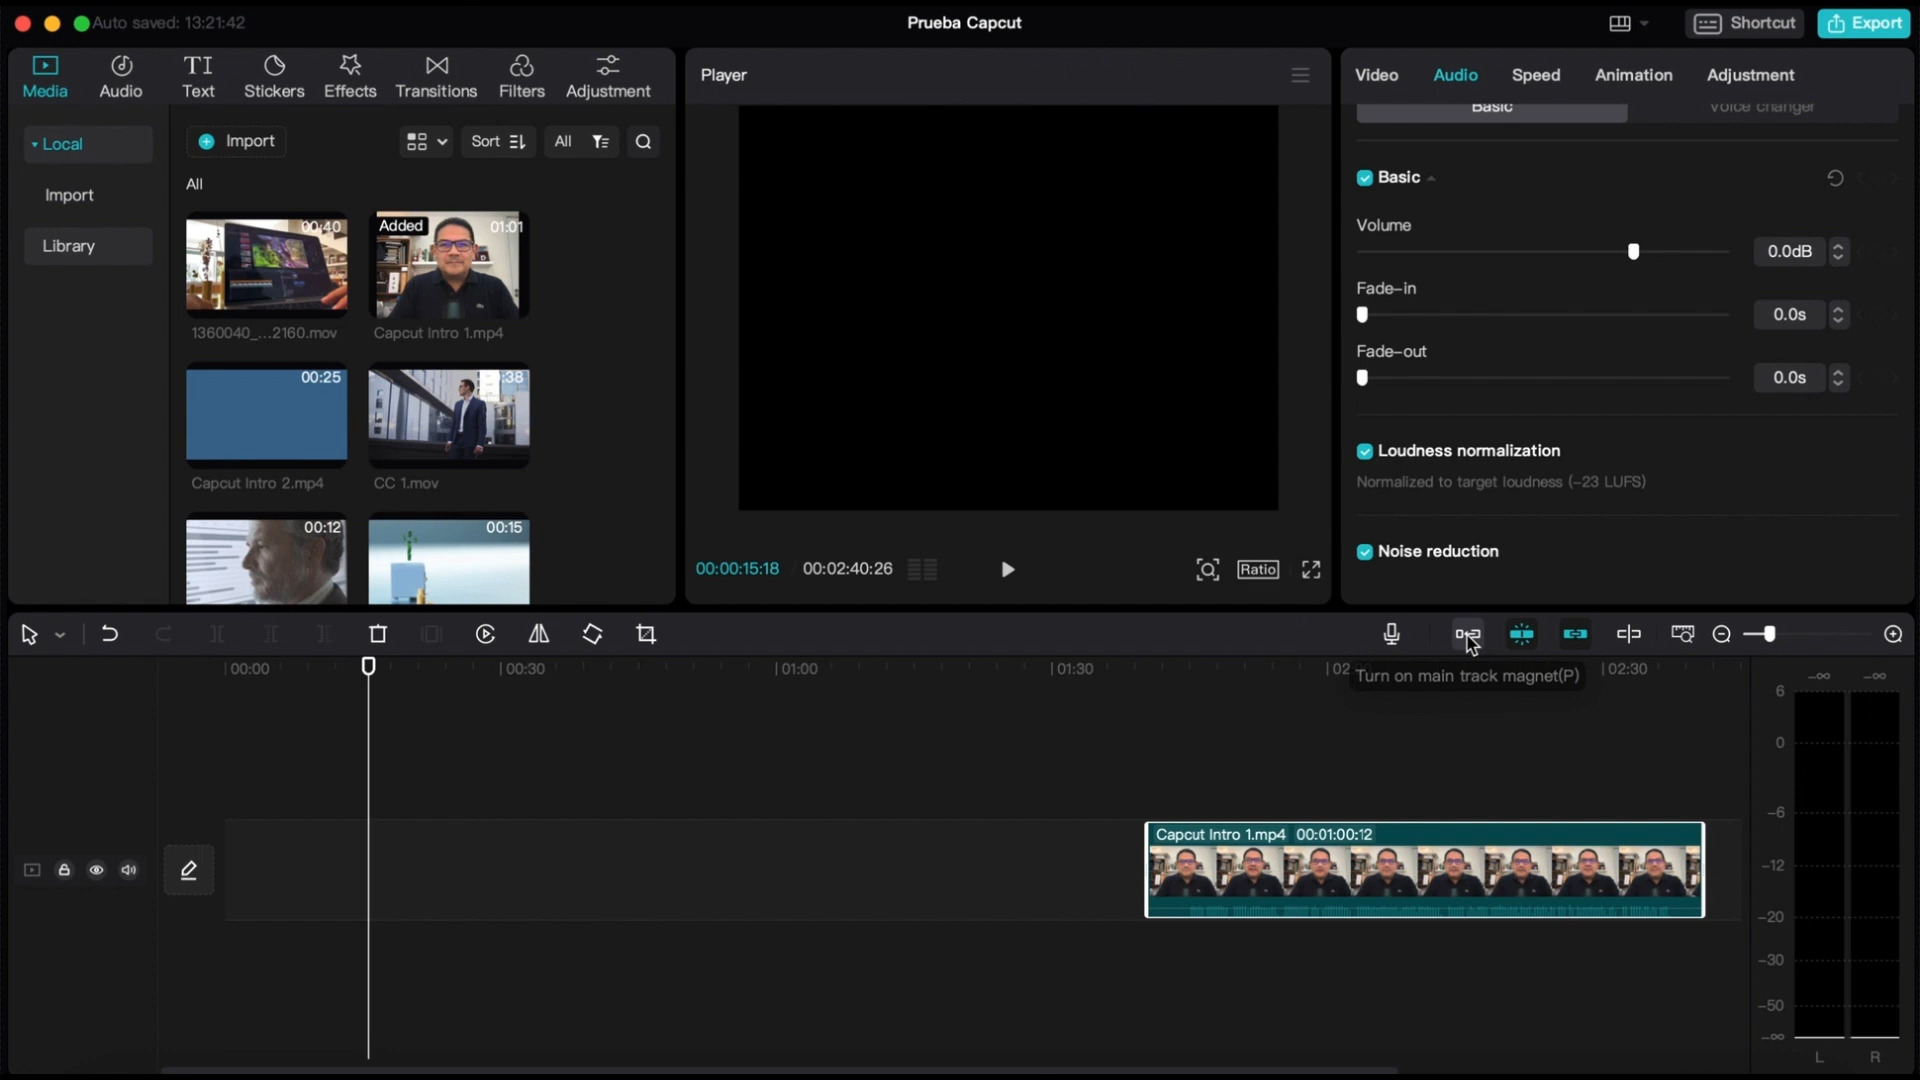 Auto saved: 13:21:42
Prueba Capcut
Shortcut
Export
Media
Audio
Text
Stickers
Effects
Transitions
Filters
Adjustment
Local
Import
Library
Import
Sort
All
All
00:40
1360040_...2160.mov
Added
01:01
Capcut Intro 1.mp4
00:25
Capcut Intro 2.mp4
:38
CC 1.mov
00:12
00:15
Player
00:00:15:18
00:02:40:26
Ratio
Video
Audio
Speed
Animation
Adjustment
Basic
Voice changer
Basic
Volume
0.0dB
Fade-in
0.0s
Fade-out
0.0s
Loudness normalization
Normalized to target loudness (-23 LUFS)
Noise reduction
Turn on main track magnet(P)
00:00
00:30
01:00
01:30
02:
02:30
Capcut Intro 1.mp4 00:01:00:12
-∞ -∞
6
0
-6
-12
-20
-30
-50
-∞
L R